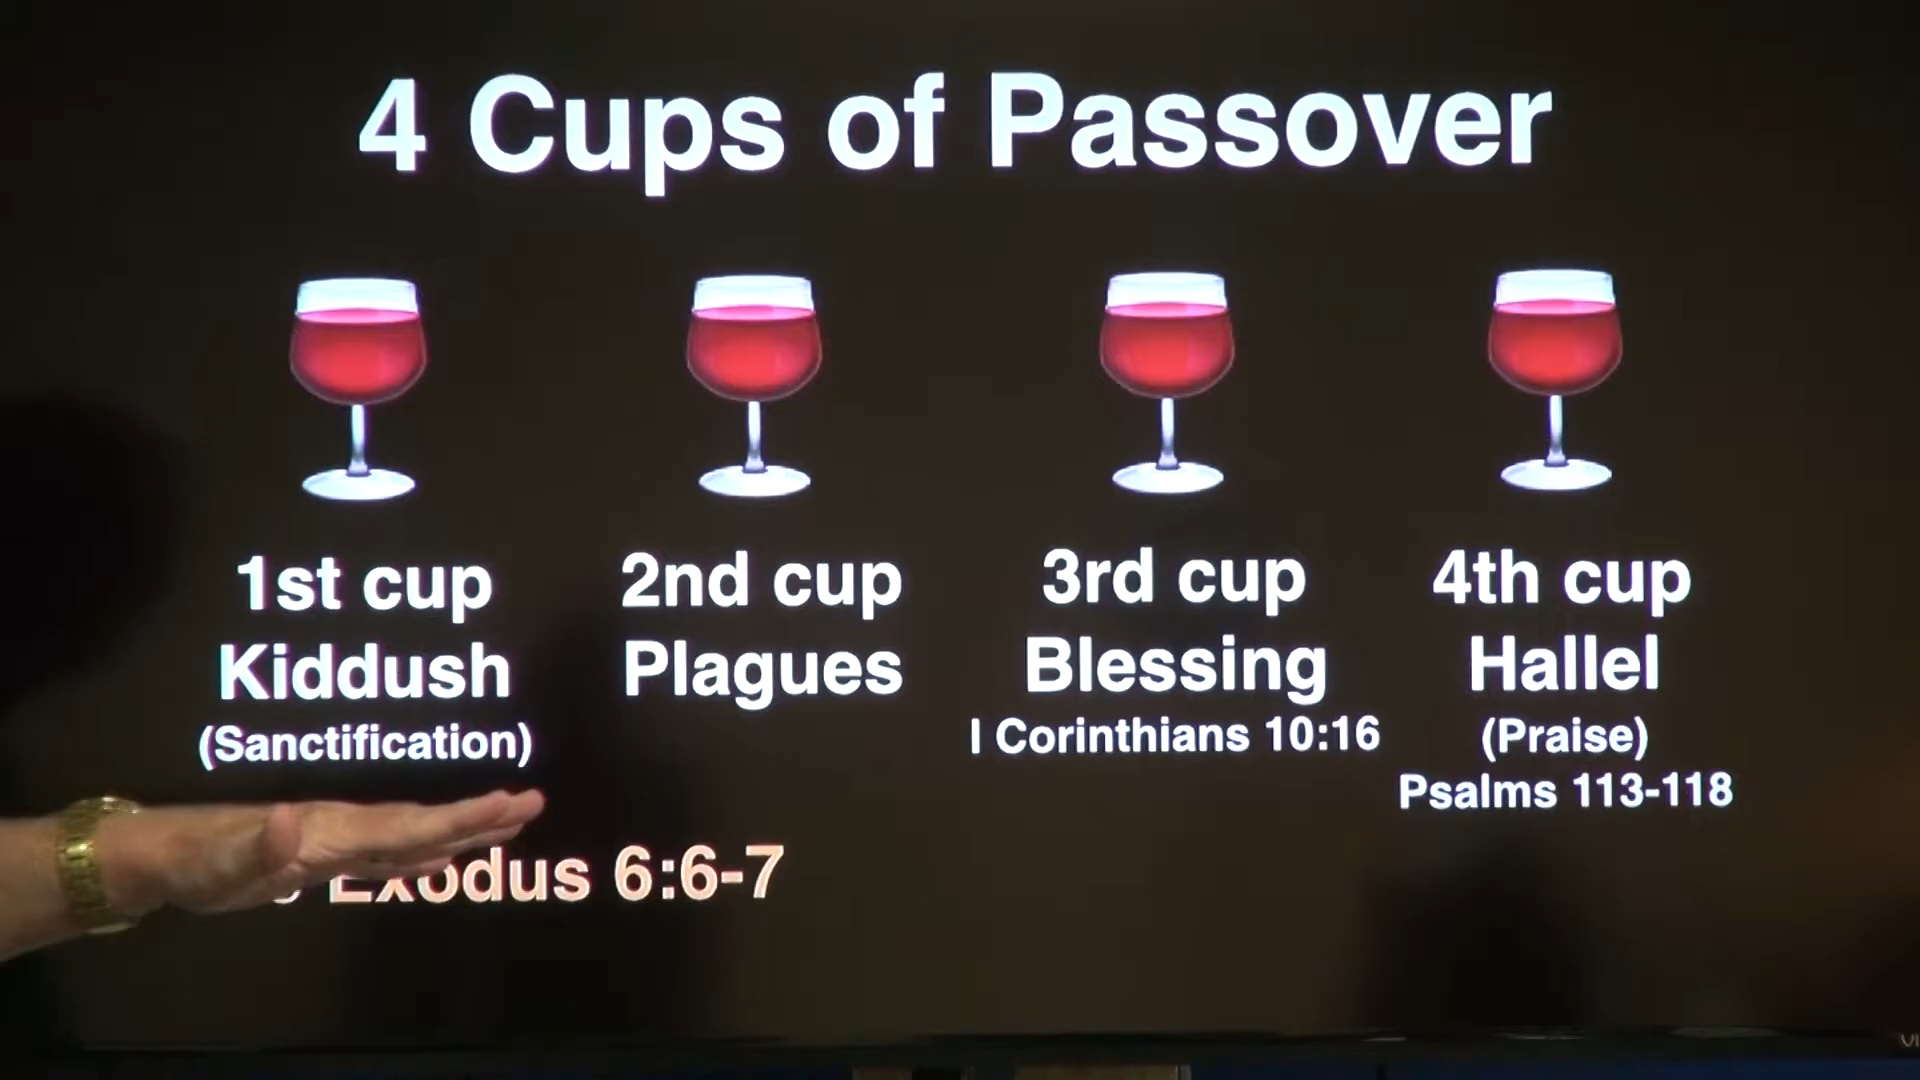 4 Cups of Passover
1st cup
Kiddush
(Sanctification)
2nd cup
Plagues
3rd cup
Blessing
I Corinthians 10:16
4th cup
Hallel
(Praise)
Psalms 113-118
Exodus 6:6-7